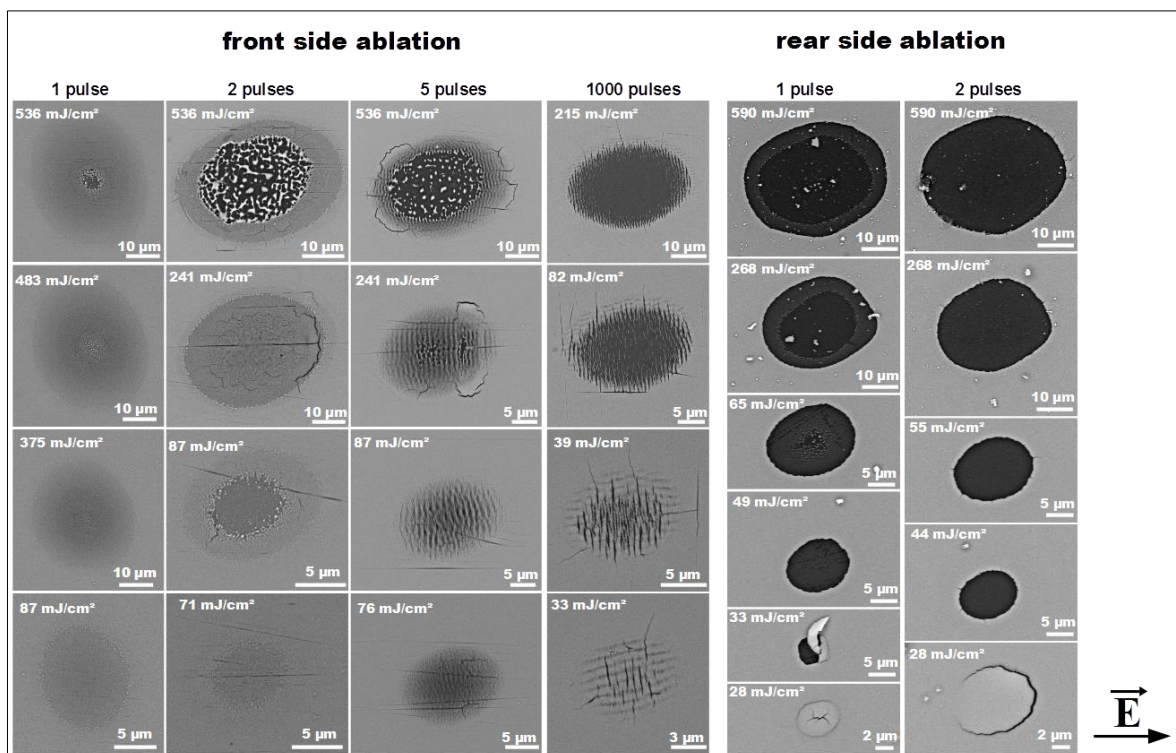 front side ablation
rear side ablation
1 pulse
2 pulses
5 pulses
1000 pulses
1 pulse
2 pulses
536 mJ/cm²
10 µm
536 mJ/cm²
10 µm
536 mJ/cm²
10 µm
215 mJ/cm²
10 µm
590 mJ/cm²
10 µm
590 mJ/cm²
10 µm
483 mJ/cm²
10 µm
241 mJ/cm²
10 µm
241 mJ/cm²
5 µm
82 mJ/cm²
5 µm
268 mJ/cm²
10 µm
268 mJ/cm²
10 µm
375 mJ/cm²
10 µm
87 mJ/cm²
5 µm
87 mJ/cm²
5 µm
39 mJ/cm²
5 µm
65 mJ/cm²
5 µm
55 mJ/cm²
5 µm
49 mJ/cm²
5 µm
44 mJ/cm²
5 µm
87 mJ/cm²
5 µm
71 mJ/cm²
5 µm
76 mJ/cm²
5 µm
33 mJ/cm²
3 µm
33 mJ/cm²
5 µm
28 mJ/cm²
2 µm
28 mJ/cm²
2 µm
E